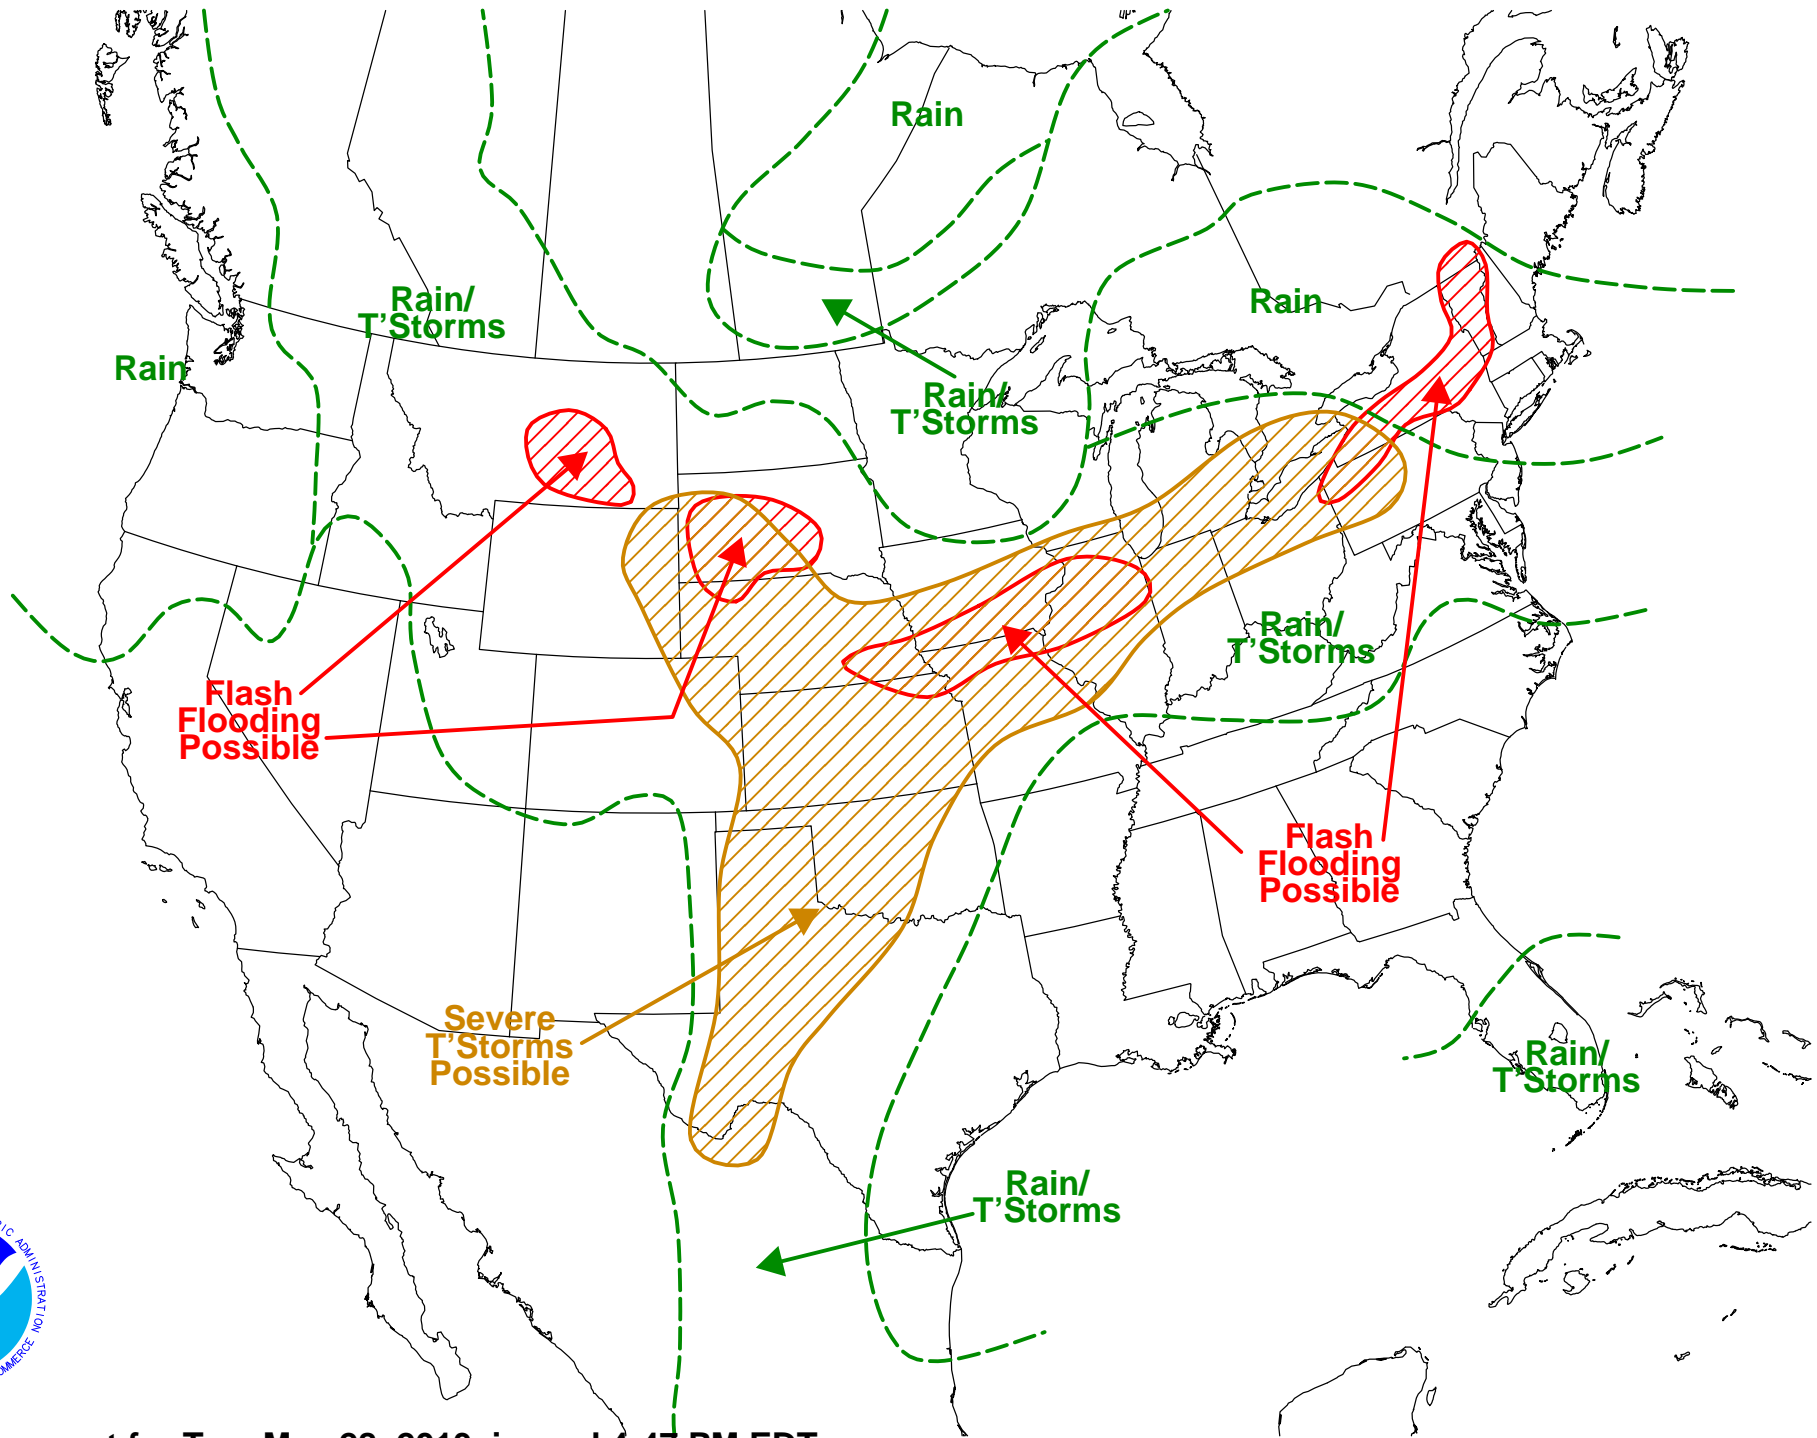 Rain
Rain/
T’Storms
Rain
Rain
Rain/
T’Storms
Rain/
T’Storms
Flash
Flooding
Possible
Flash
Flooding
Possible
Severe
T’Storms
Possible
Rain/
T’Storms
Rain/
T’Storms
ADMINISTRATION